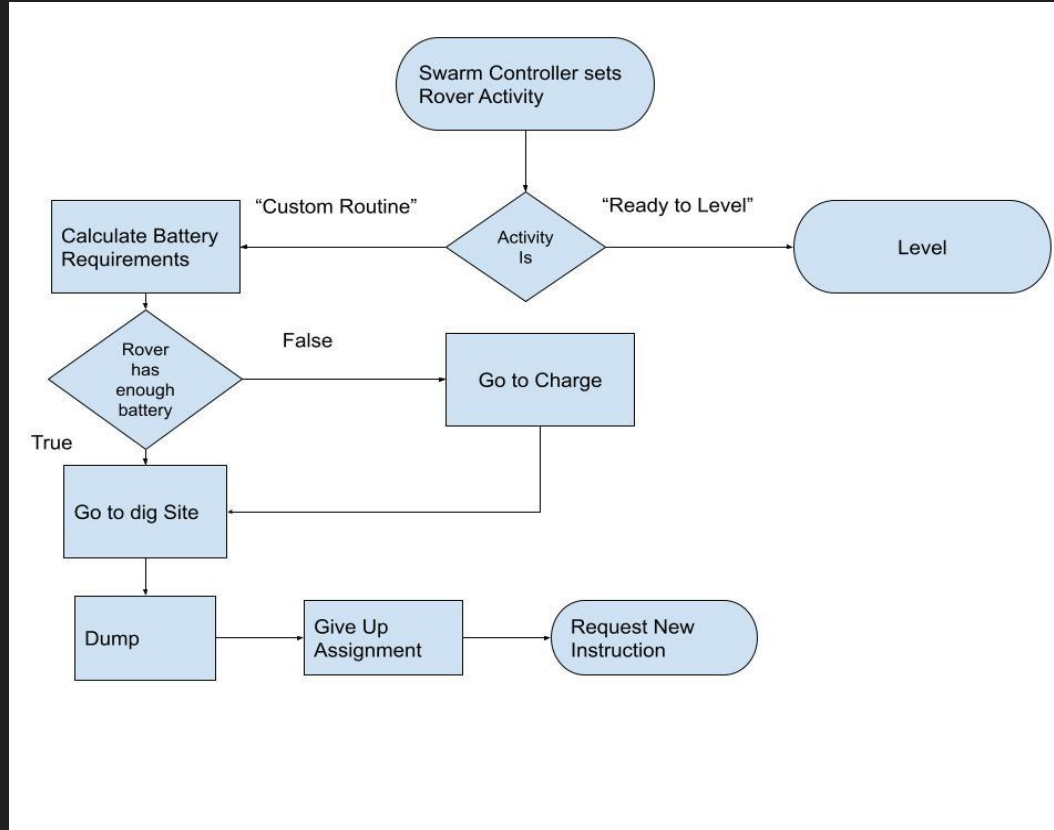 Swarm Controller sets
Rover Activity
“Custom Routine”
“Ready to Level”
Calculate Battery
Requirements
Activity
Is
Level
Rover
has
enough
battery
False
Go to Charge
True
Go to dig Site
Dump
Give Up
Assignment
Request New
Instruction